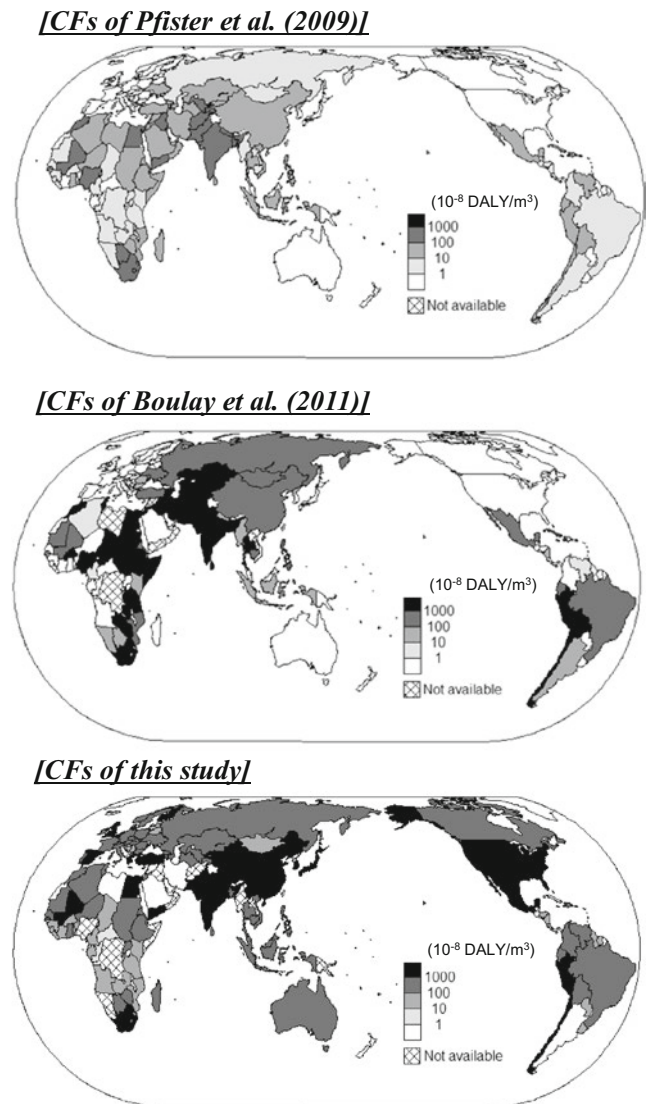 [CFs of Pfister et al. (2009)]
(10⁻⁸ DALY/m³)
1000
100
10
1
Not available
[CFs of Boulay et al. (2011)]
(10⁻⁸ DALY/m³)
1000
100
10
1
Not available
[CFs of this study]
(10⁻⁸ DALY/m³)
1000
100
10
1
Not available